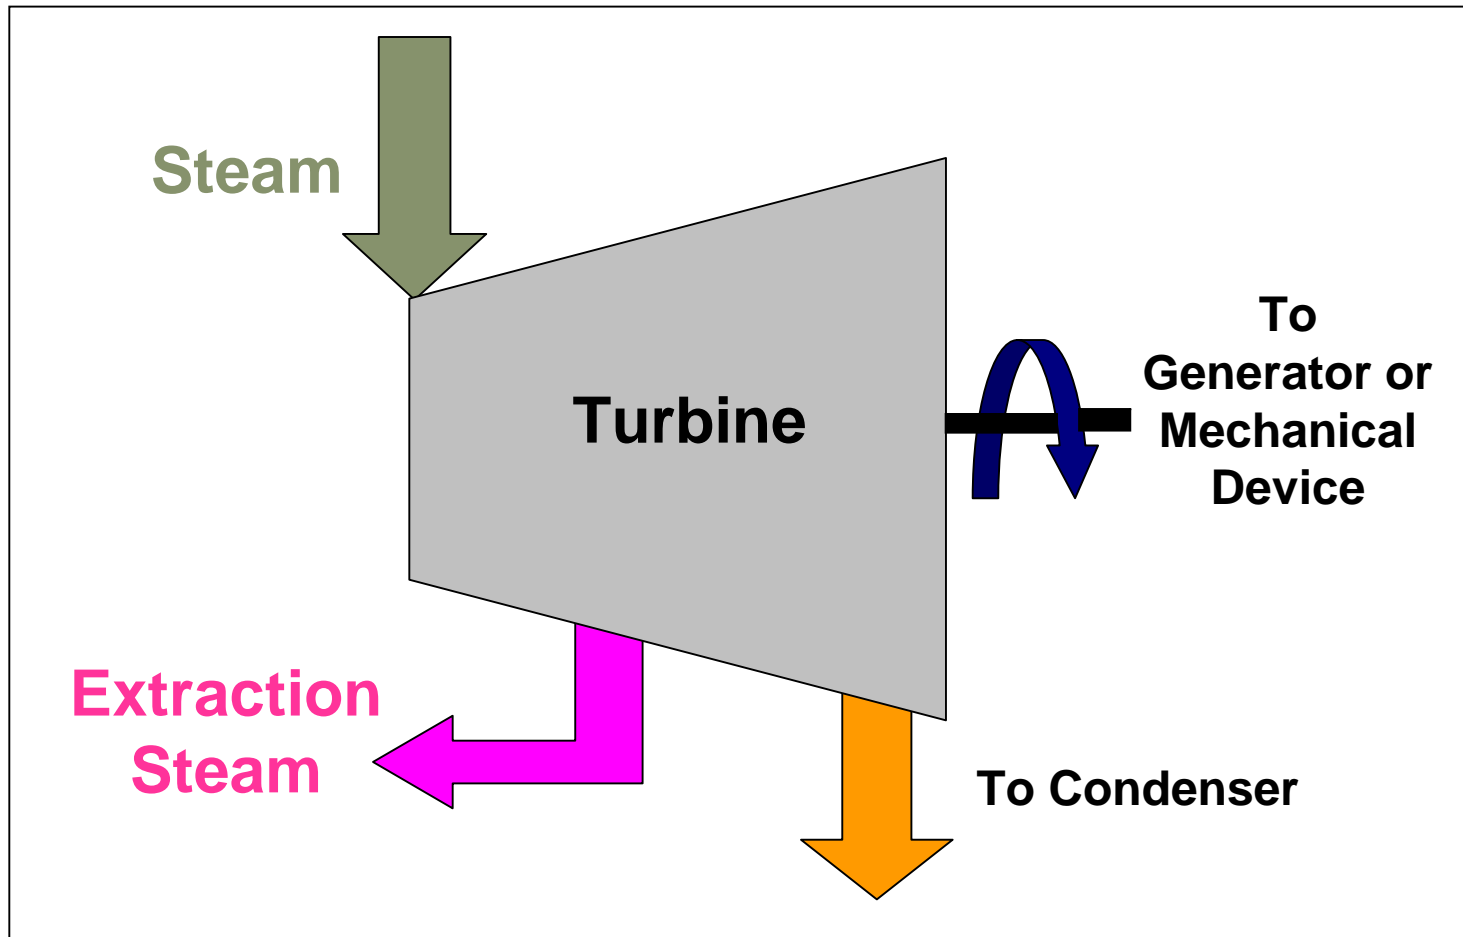 Steam
Turbine
To
Generator or
Mechanical
Device
Extraction
Steam
To Condenser